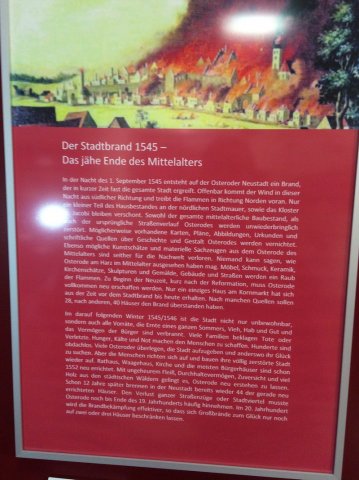 Der Stadtbrand 1545 –
Das jähe Ende des Mittelalters
In der Nacht des 1. September 1545 entsteht auf der Osteroder Neustadt ein Brand,
der in kurzer Zeit fast die gesamte Stadt ergreift. Offenbar kommt der Wind in dieser
Nacht aus südlicher Richtung und treibt die Flammen in Richtung Norden voran. Nur
ein kleiner Teil des Hausbestandes an der nördlichen Stadtmauer, sowie das Kloster
St. Jacobi bleiben verschont. Sowohl der gesamte mittelalterliche Baubestand, als
auch der ursprüngliche Straßenverlauf Osterodes werden unwiederbringlich
zerstört. Möglicherweise vorhandene Karten, Pläne, Abbildungen, Urkunden und
schriftliche Quellen über Geschichte und Gestalt Osterodes werden vernichtet.
Ebenso mögliche Kunstschätze und materielle Sachzeugen aus dem Osterode des
Mittelalters sind seither für die Nachwelt verloren. Niemand kann sagen, wie
Osterode am Harz im Mittelalter ausgesehen haben mag. Möbel, Schmuck, Keramik,
Kirchenschätze, Skulpturen und Gemälde, Gebäude und Straßen werden ein Raub
der Flammen. Zu Beginn der Neuzeit, kurz nach der Reformation, muss Osterode
vollkommen neu erschaffen werden. Nur ein einziges Haus am Kornmarkt hat sich
aus der Zeit vor dem Stadtbrand bis heute erhalten. Nach manchen Quellen sollen
28, nach anderen, 40 Häuser den Brand überstanden haben.
Im darauf folgenden Winter 1545/1546 ist die Stadt nicht nur unbewohnbar,
sondern auch alle Vorräte, die Ernte eines ganzen Sommers, Vieh, Hab und Gut und
das Vermögen der Bürger sind verbrannt. Viele Familien beklagen Tote oder
Verletzte, Hunger, Kälte und Not machen den Menschen zu schaffen. Hunderte sind
obdachlos. Viele Osteroder überlegen, die Stadt aufzugeben und anderswo ihr Glück
zu suchen. Aber die Menschen richten sich auf und bauen ihre völlig zerstörte Stadt
wieder auf. Rathaus, Waagehaus, Kirche und die meisten Bürgerhäuser sind schon
1552 neu errichtet. Mit ungeheurem Fleiß, Durchhaltevermögen, Zuversicht und viel
Holz aus den städtischen Wäldern gelingt es, Osterode neu erstehen zu lassen.
Schon 12 Jahre später brennen in der Neustadt bereits wieder 44 der gerade neu
errichteten Häuser. Den Verlust ganzer Straßenzüge oder Stadtviertel musste
Osterode noch bis Ende des 19. Jahrhunderts häufig hinnehmen. Im 20. Jahrhundert
wird die Brandbekämpfung effektiver, so dass sich Großbrände zum Glück nur noch
auf zwei oder drei Häuser beschränken lassen.